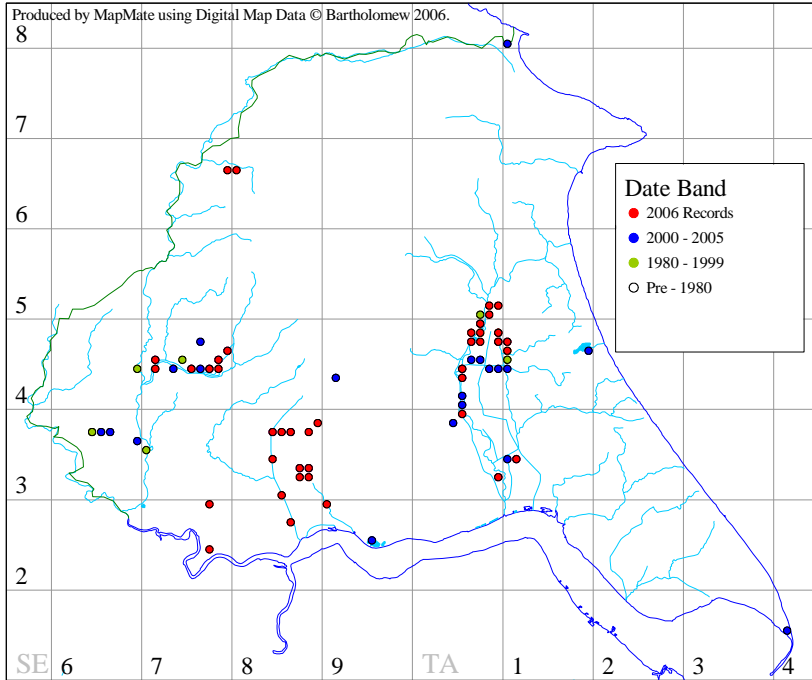 Produced by MapMate using Digital Map Data © Bartholomew 2006.
8
7
6
5
4
3
2
Date Band
2006 Records
2000 - 2005
1980 - 1999
Pre - 1980
SE 6 7 8 9 TA 1 2 3 4